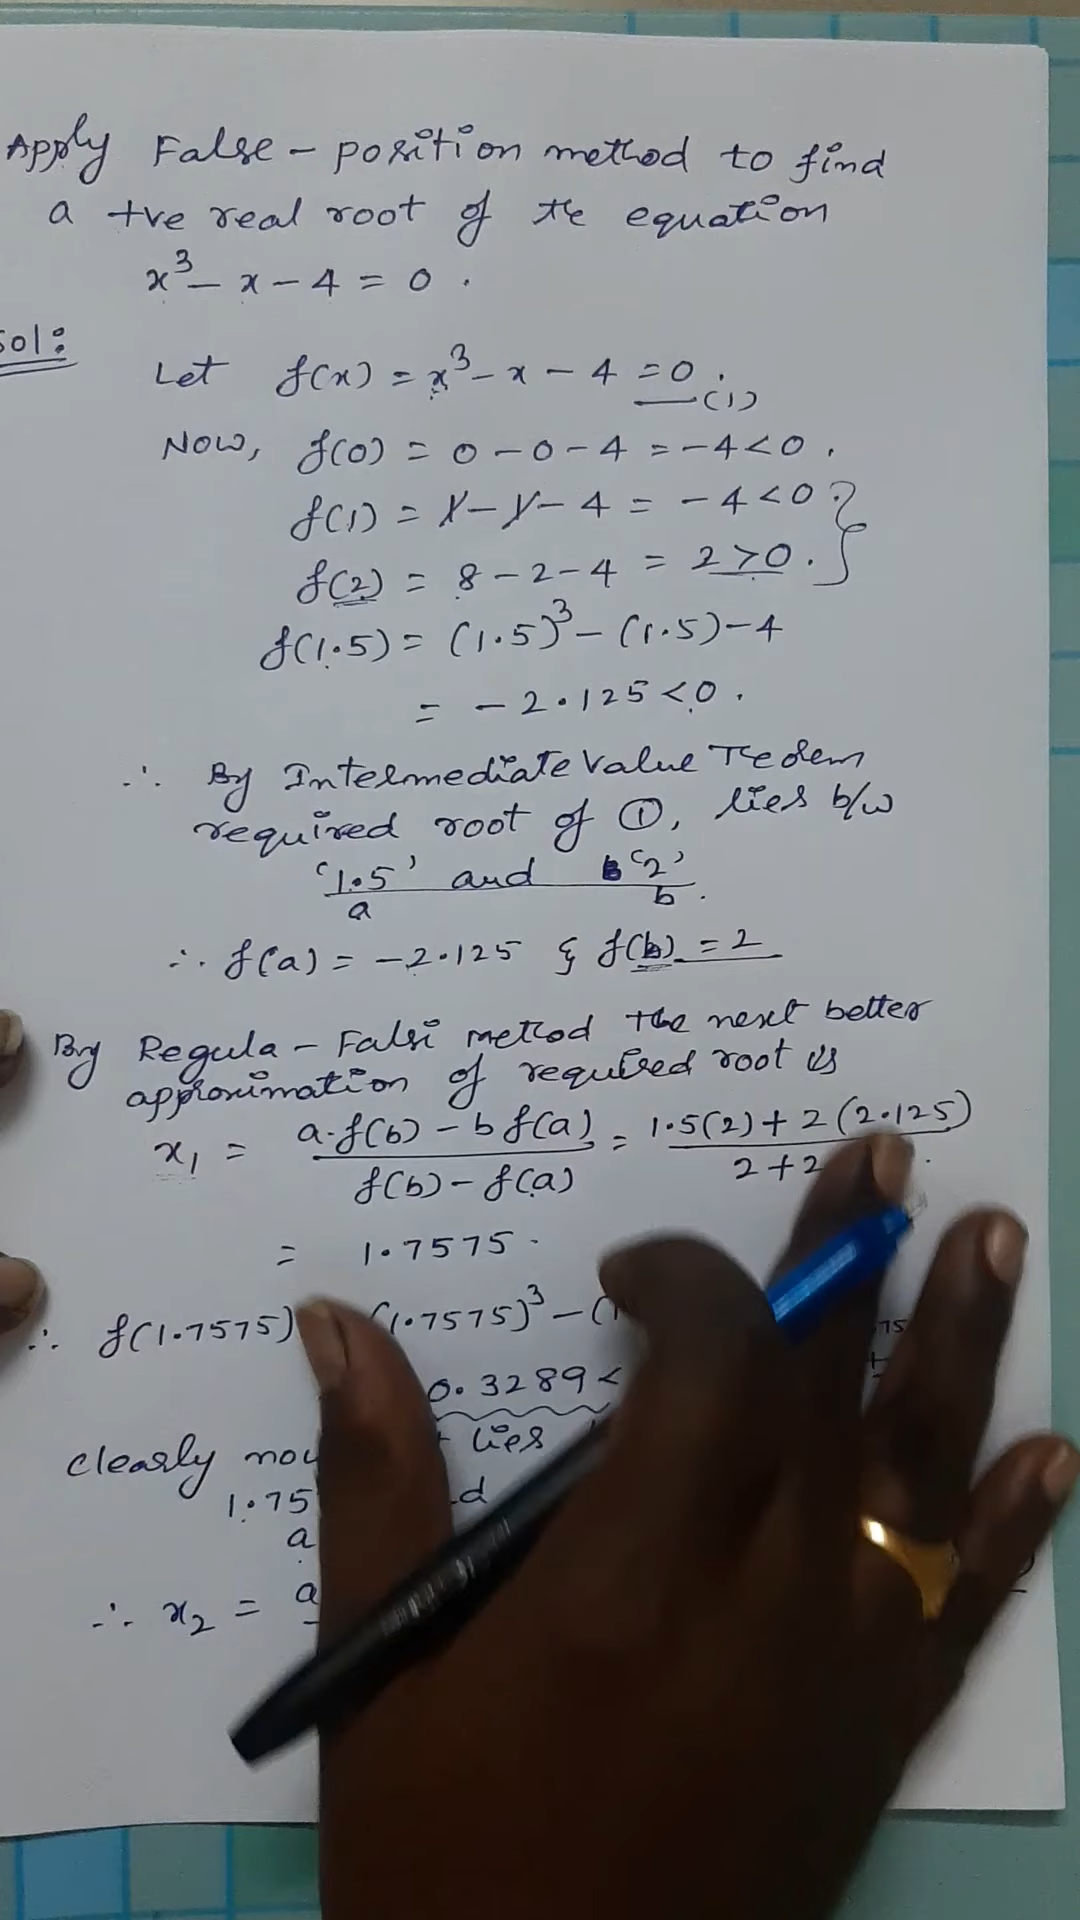 Apply False-position method to find
a +ve real root of the equation
x³ - x - 4 = 0.
Sol:
Let f(x) = x³ - x - 4 = 0. (1)
Now, f(0) = 0 - 0 - 4 = -4 < 0.
f(1) = 1 - 1 - 4 = -4 < 0
f(2) = 8 - 2 - 4 = 2 > 0.
f(1.5) = (1.5)³ - (1.5) - 4
= -2.125 < 0.
∴ By Intermediate Value Theorem
required root of ①, lies b/w
'1.5' and '2'
a b.
∴ f(a) = -2.125 & f(b) = 2
By Regula-Falsi method the next better
approximation of required root is
x₁ = a.f(b) - b f(a) / f(b) - f(a) = 1.5(2) + 2(2.125) / 2+2
= 1.7575.
∴ f(1.7575) (1.7575)³ - (1
0.3289 <
clearly lies
1.75
a
∴ x₂ = a